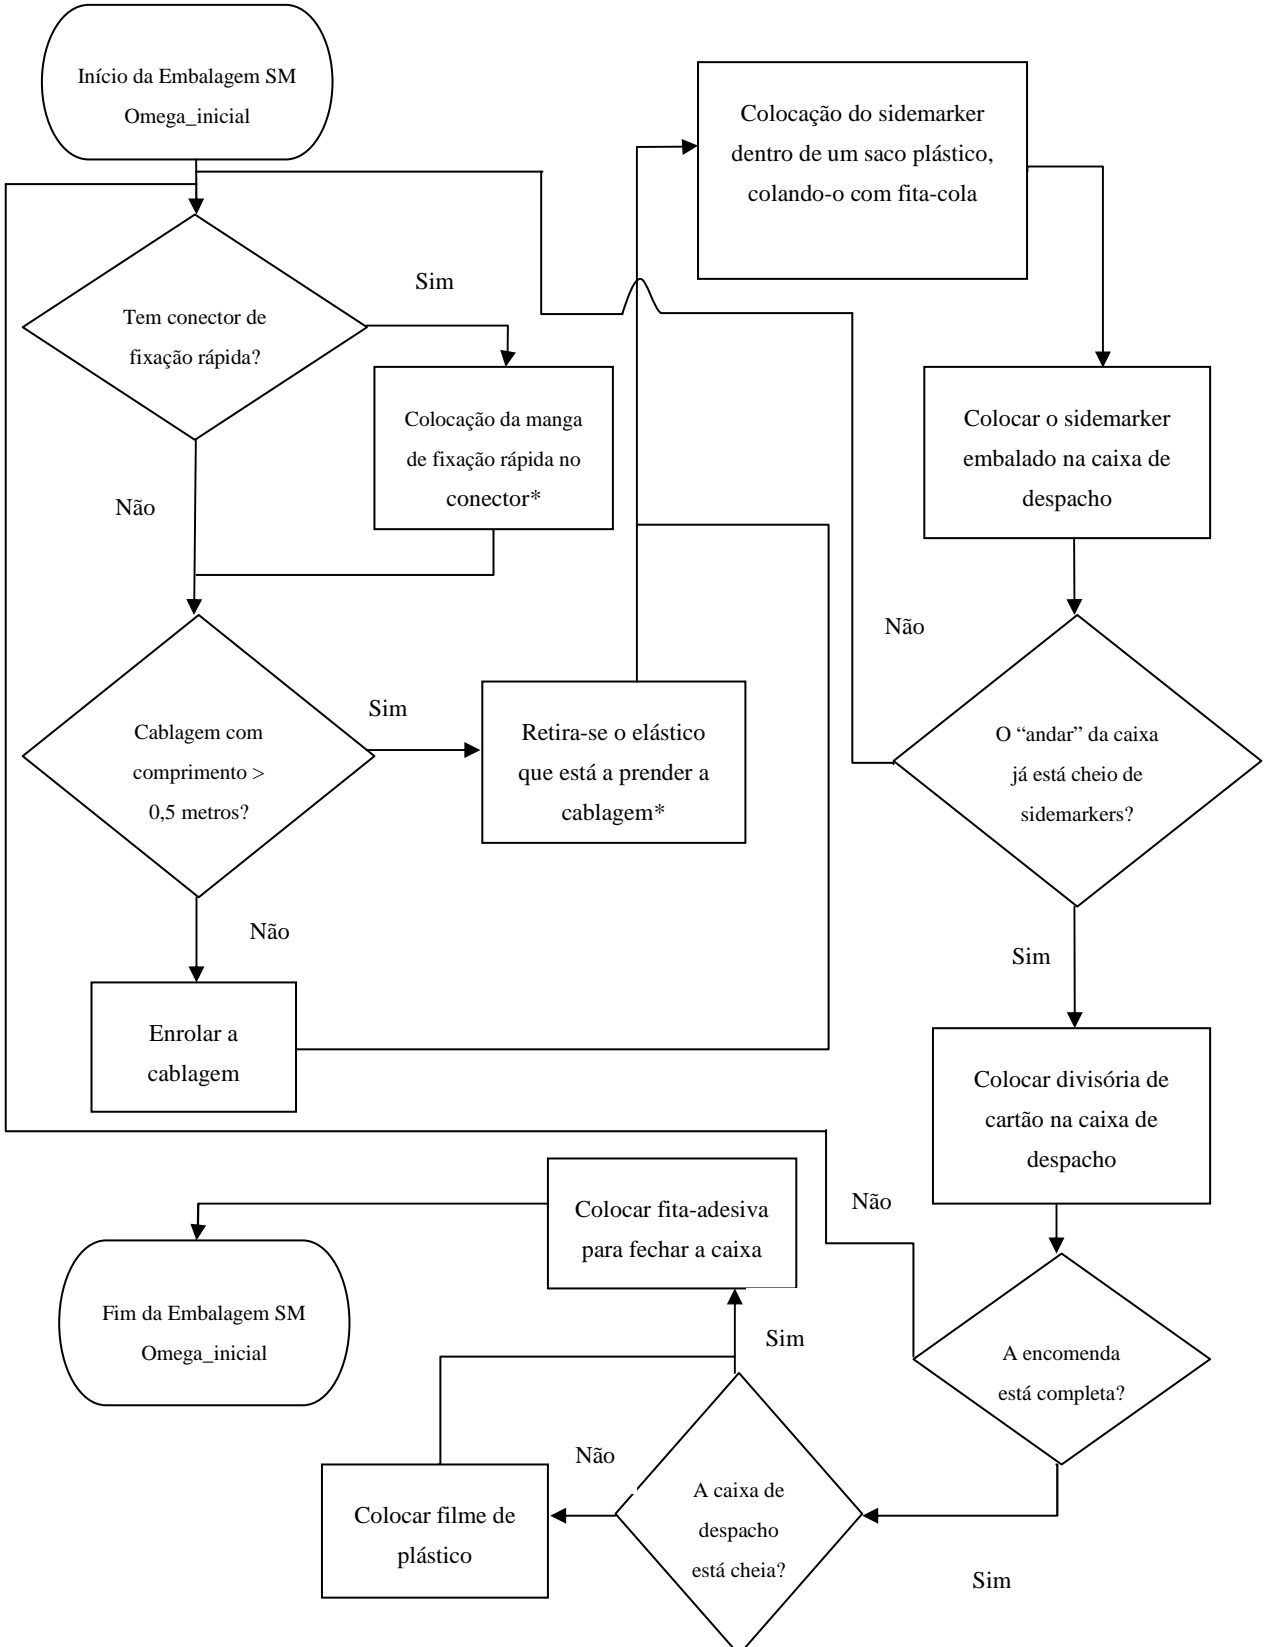 Início da Embalagem SM
Omega_inicial
Tem conector de
fixação rápida?
Sim
Colocação da manga
de fixação rápida no
conector*
Não
Cablagem com
comprimento >
0,5 metros?
Sim
Retira-se o elástico
que está a prender a
cablagem*
Não
Enrolar a
cablagem
Colocação do sidemarker
dentro de um saco plástico,
colando-o com fita-cola
Colocar o sidemarker
embalado na caixa de
despacho
Não
O “andar” da caixa
já está cheio de
sidemarkers?
Sim
Colocar divisória de
cartão na caixa de
despacho
Não
A encomenda
está completa?
Sim
A caixa de
despacho
está cheia?
Não
Colocar filme de
plástico
Sim
Colocar fita-adesiva
para fechar a caixa
Fim da Embalagem SM
Omega_inicial